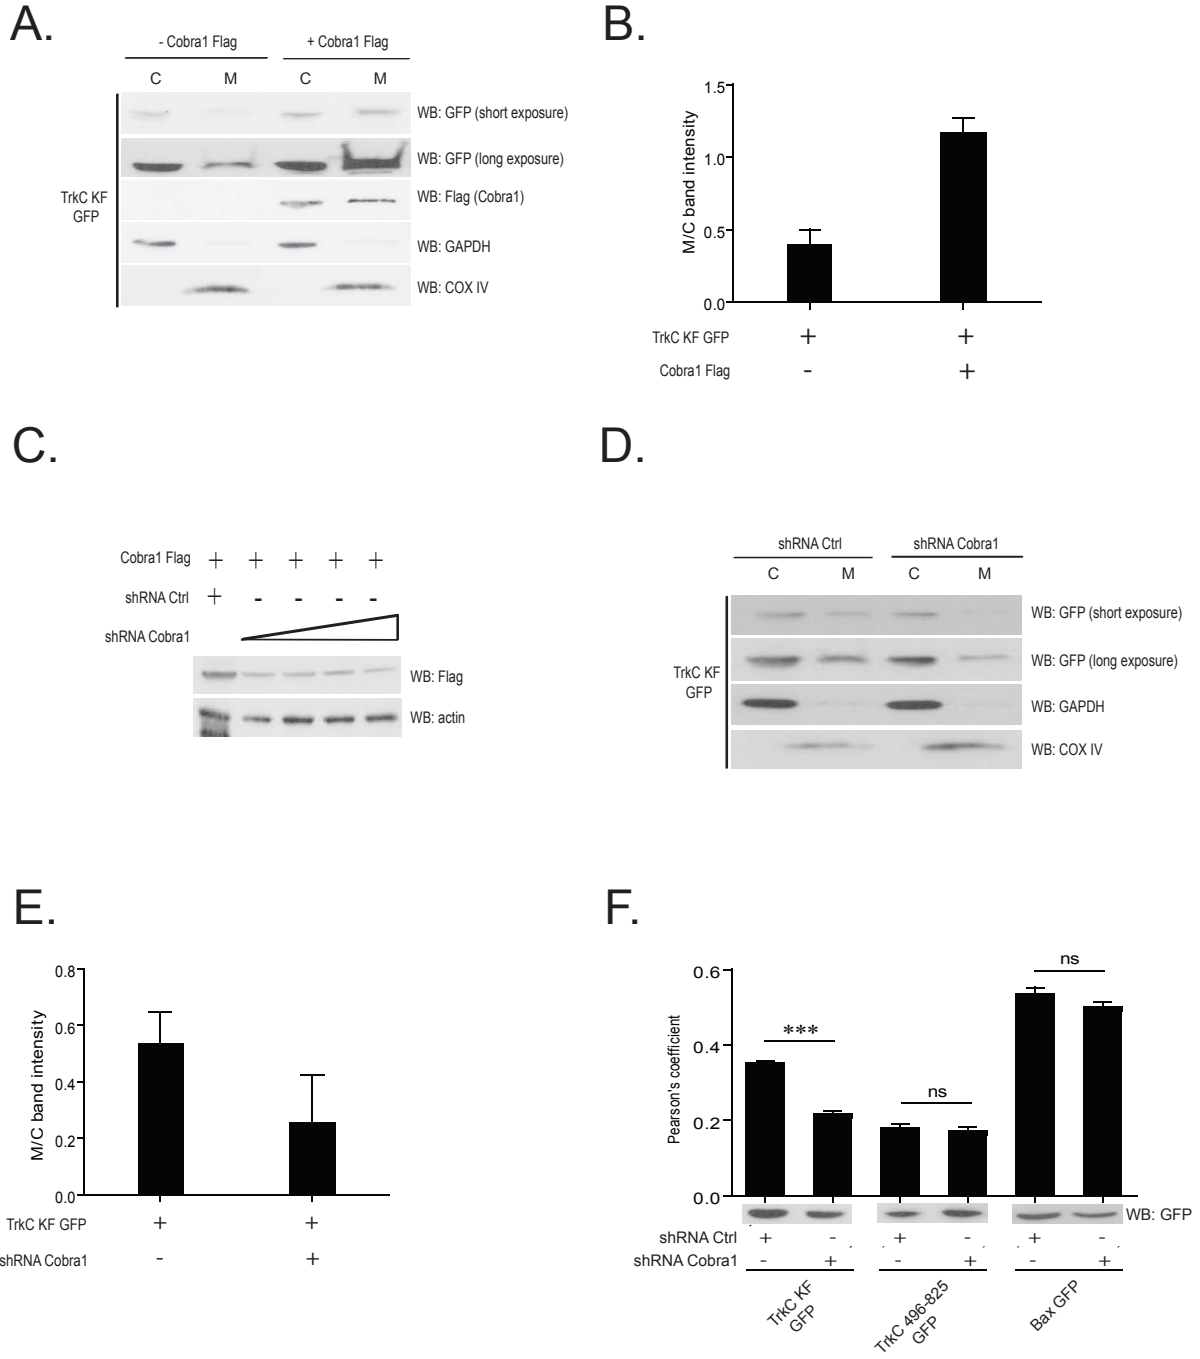 A.
- Cobra1 Flag + Cobra1 Flag
C M C M
WB: GFP (short exposure)
WB: GFP (long exposure)
WB: Flag (Cobra1)
WB: GAPDH
WB: COX IV
TrkC KF
GFP
B.
M/C band intensity
1.5
1.0
0.5
0.0
TrkC KF GFP + +
Cobra1 Flag - +
C.
Cobra1 Flag + + + + +
shRNA Ctrl + - - - -
shRNA Cobra1
WB: Flag
WB: actin
D.
shRNA Ctrl shRNA Cobra1
C M C M
WB: GFP (short exposure)
WB: GFP (long exposure)
WB: GAPDH
WB: COX IV
TrkC KF
GFP
E.
M/C band intensity
0.8
0.6
0.4
0.2
0.0
TrkC KF GFP + +
shRNA Cobra1 - +
F.
Pearson's coefficient
0.6
0.4
0.2
0.0
***
ns
ns
WB: GFP
shRNA Ctrl + - + - + -
shRNA Cobra1 - + - + - +
TrkC KF
GFP
TrkC 496-825
GFP
Bax GFP